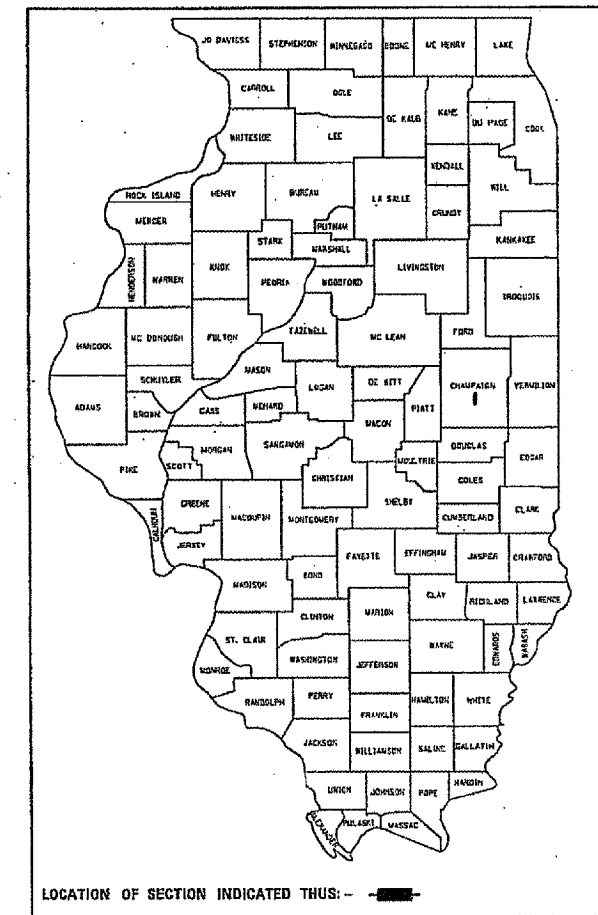 JO DAVIESS STEPHENSON WINNEBAGO BOONE MC HENRY LAKE
CARROLL OGLE
DE KALB KANE DU PAGE COOK
WHITESIDE LEE
KENDALL WILL
ROCK ISLAND HENRY BUREAU LA SALLE
MERCER PUTNAM GRUNDY
STARK KANKAKEE
HENDERSON WARREN KNOX MARSHALL LIVINGSTON
PEORIA WOODFORD IROQUOIS
HANCOCK MC DONOUGH FULTON TAZEWELL MC LEAN FORD
MASON
SCHUYLER LOGAN DE WITT CHAMPAIGN VERMILION
ADAMS BROWN CASS MENARD PIATT
MACON
MORGAN SANGAMON DOUGLAS EDGAR
PIKE SCOTT MOULTRIE
CHRISTIAN COLES
SHELBY
GREENE MACOUPIN MONTGOMERY CUMBERLAND CLARK
CALHOUN JERSEY
FAYETTE EFFINGHAM JASPER CRAWFORD
MADISON BOND
CLAY RICHLAND LAWRENCE
CLINTON MARION
ST. CLAIR WAYNE EDWARDS WABASH
WASHINGTON JEFFERSON
MONROE
RANDOLPH PERRY HAMILTON WHITE
FRANKLIN
JACKSON WILLIAMSON SALINE GALLATIN
UNION JOHNSON POPE HARDIN
ALEXANDER PULASKI MASSAC
LOCATION OF SECTION INDICATED THUS: -